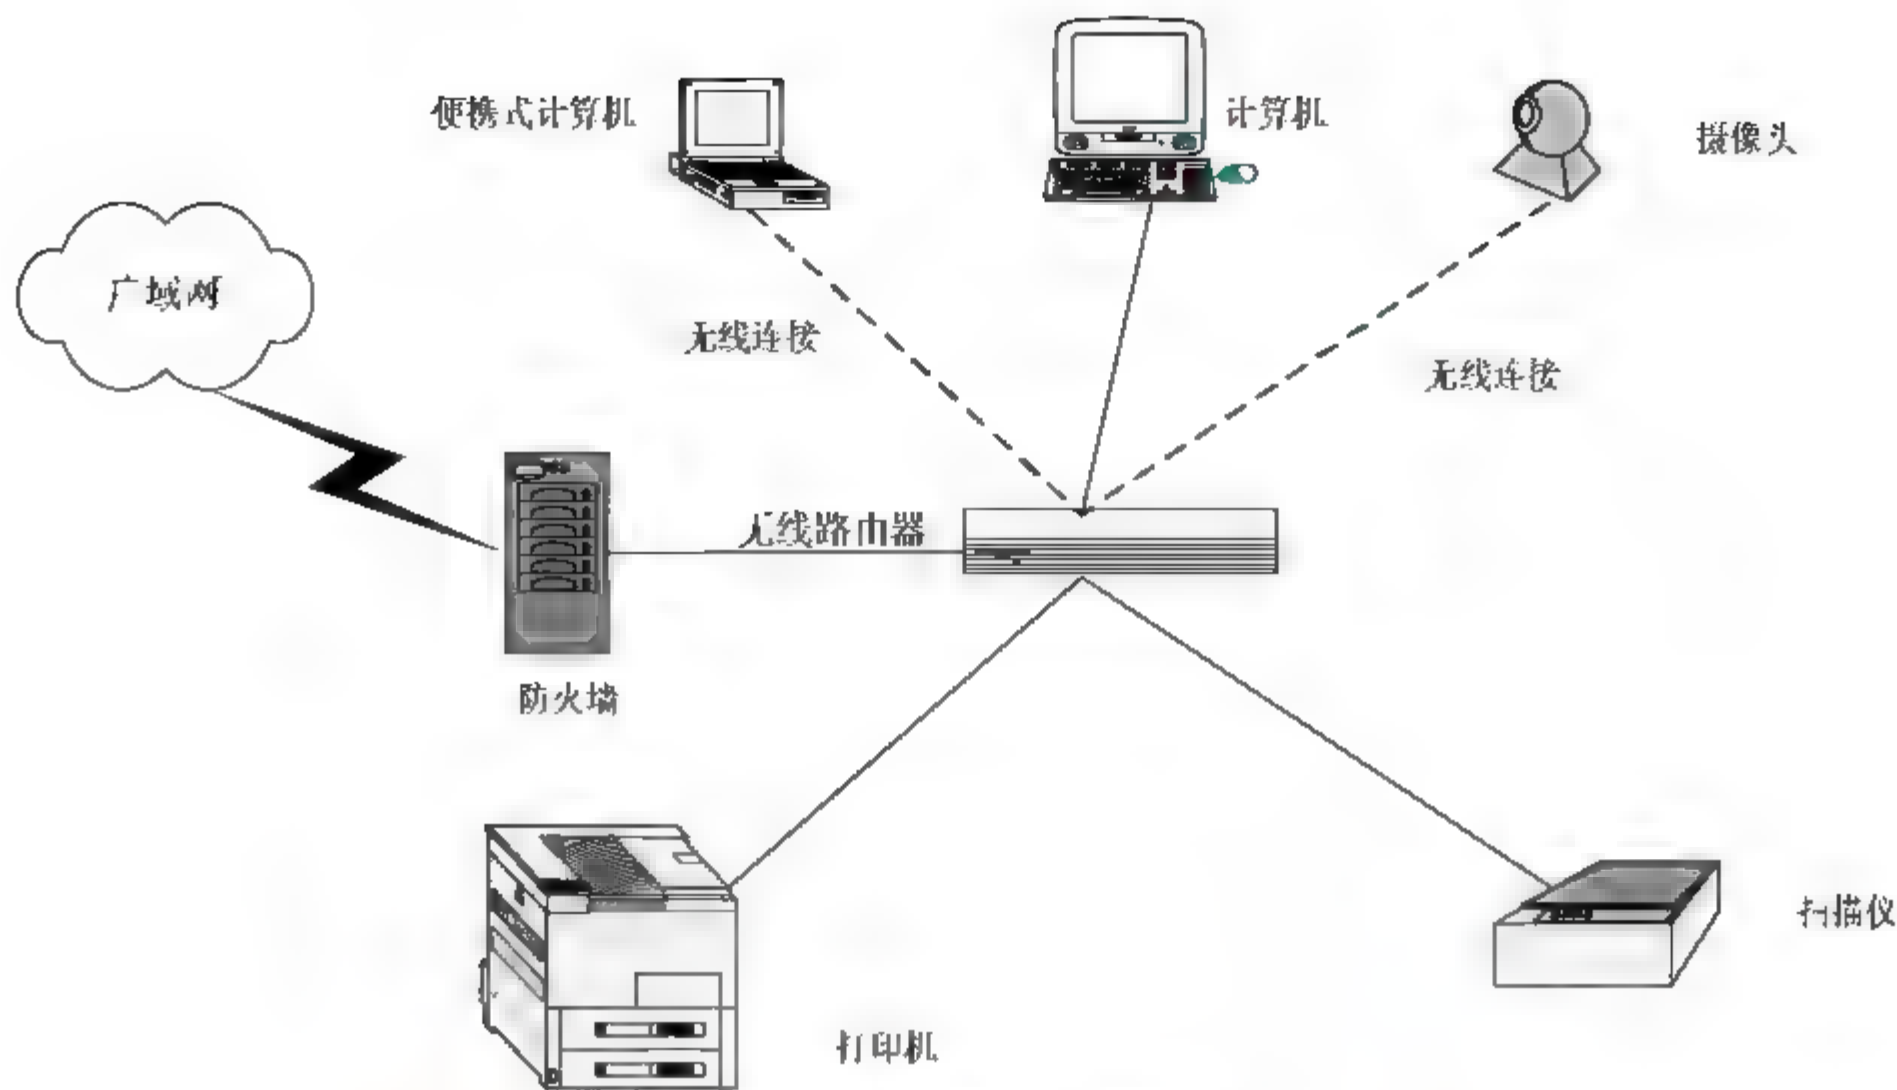 便携式计算机
计算机
摄像头
广域网
无线连接
无线连接
无线路由器
防火墙
扫描仪
打印机